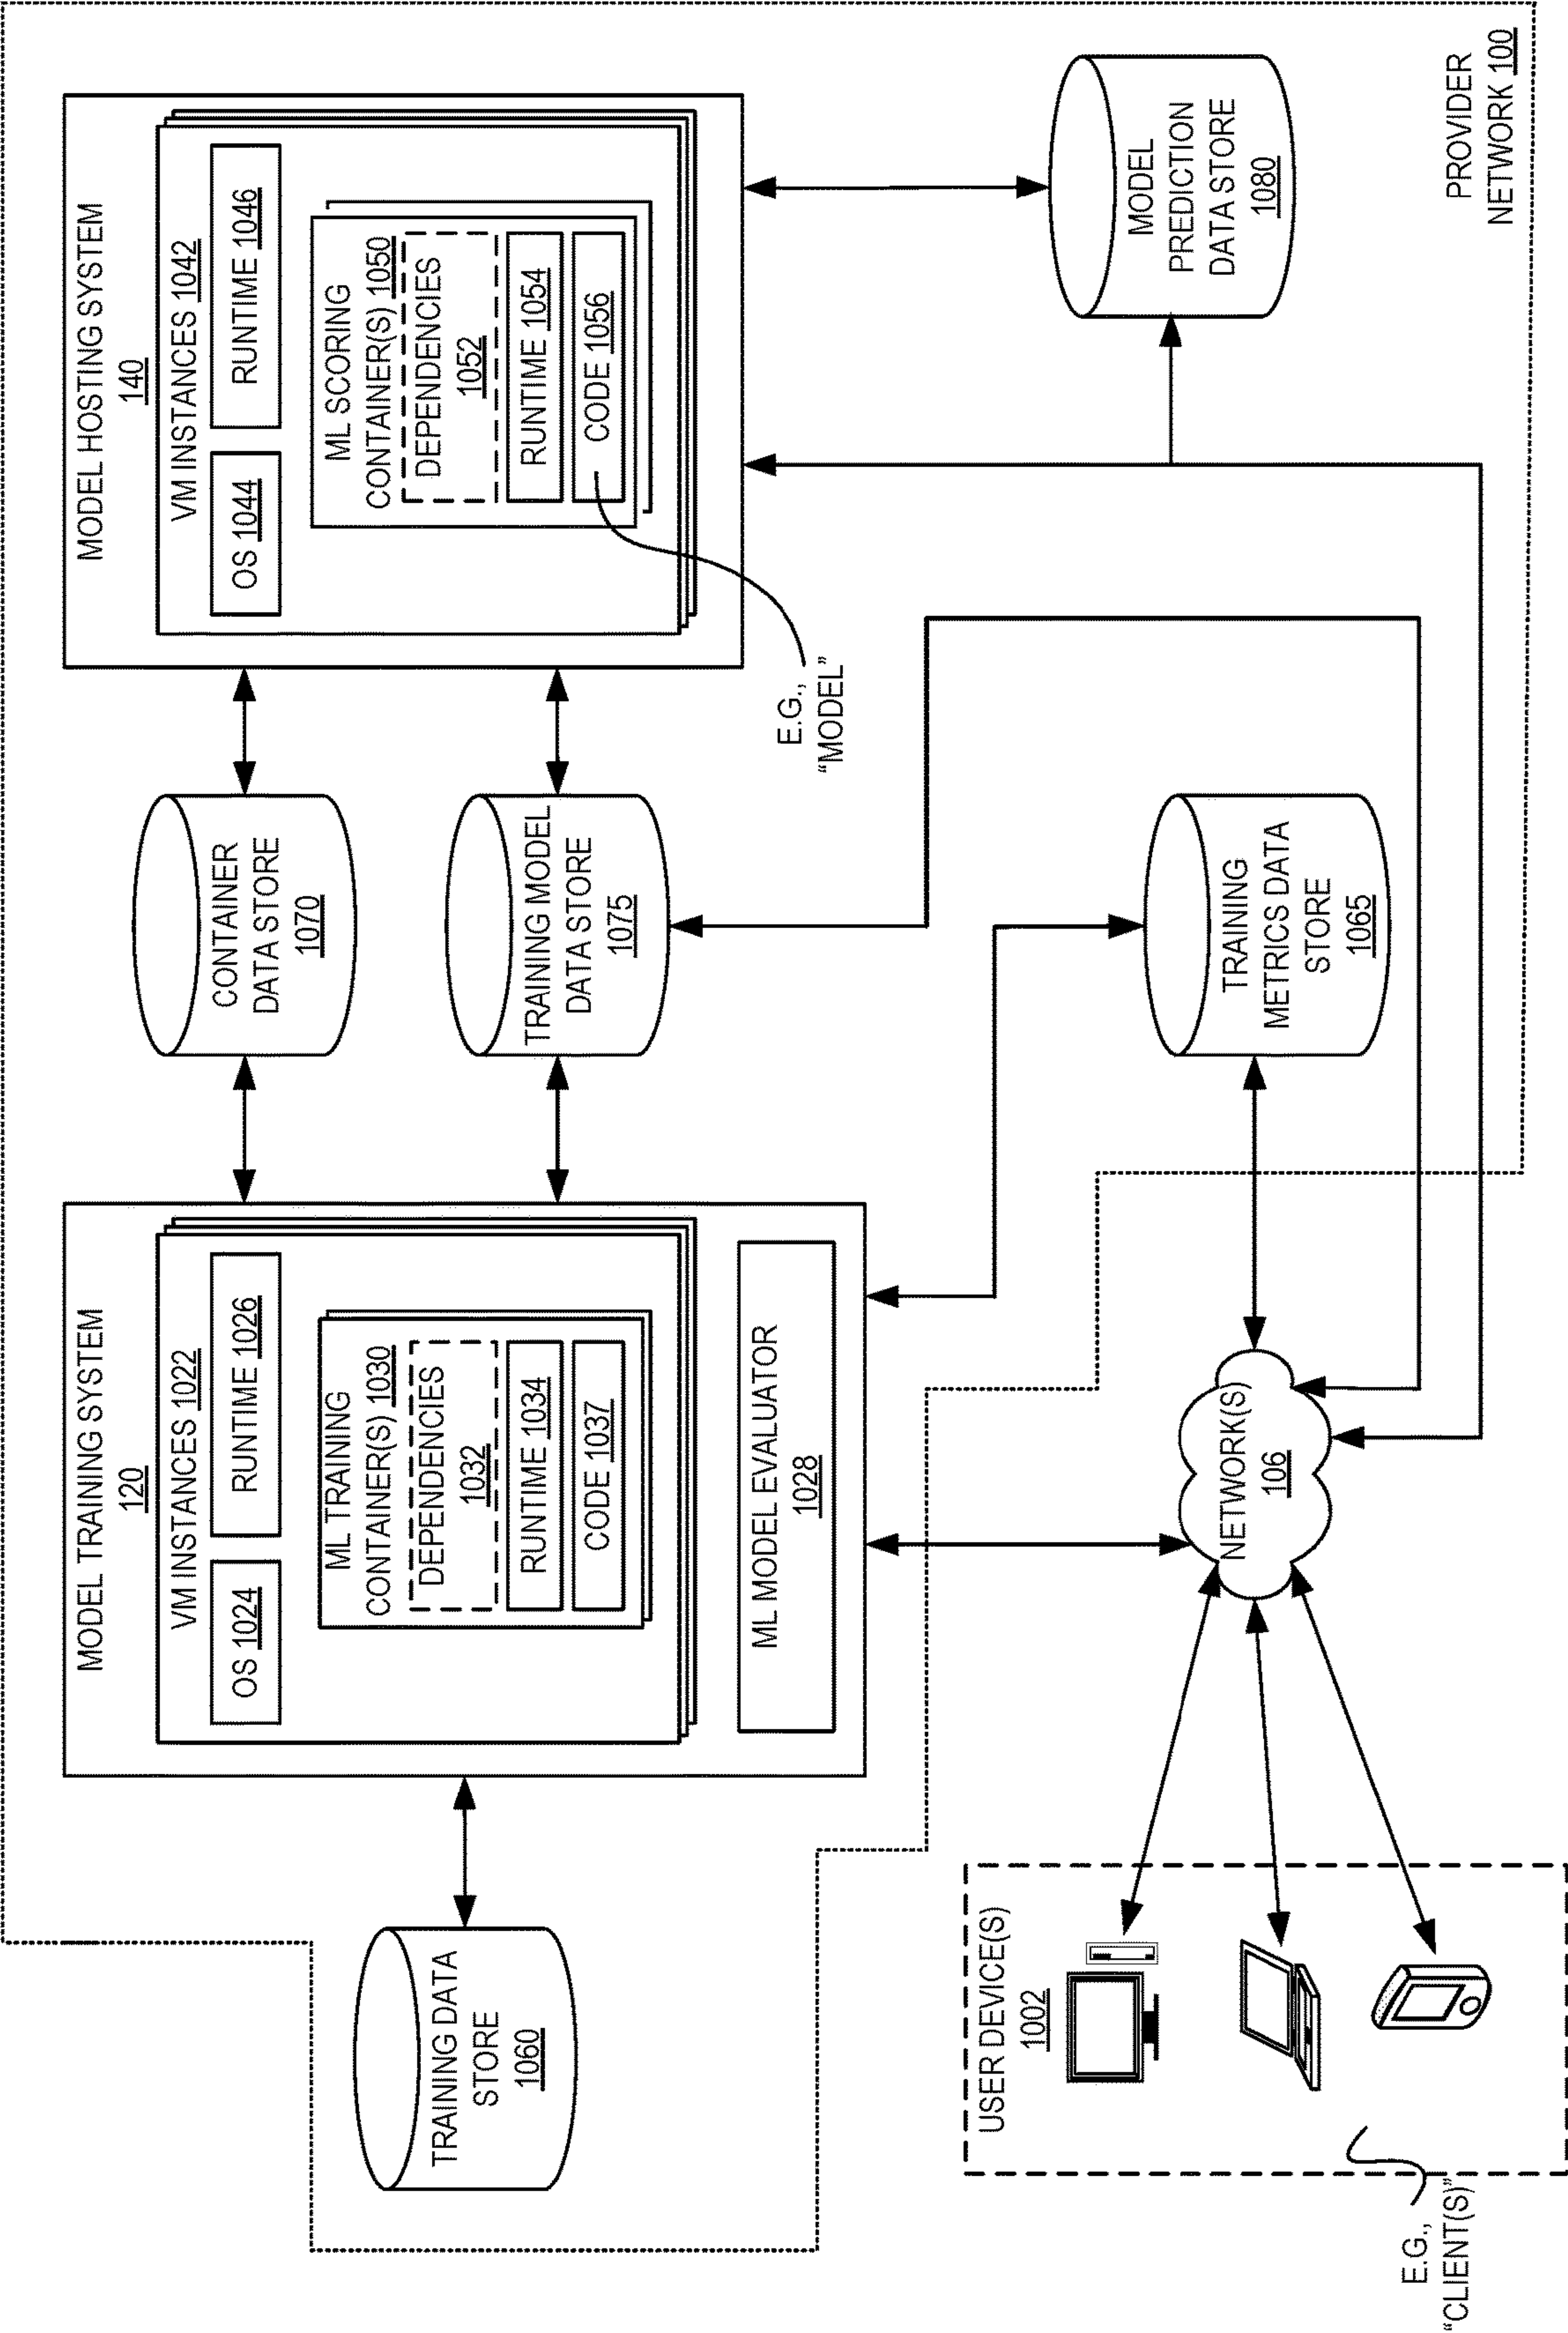 MODEL TRAINING SYSTEM
120
VM INSTANCES 1022
OS 1024
RUNTIME 1026
ML TRAINING
CONTAINER(S) 1030
DEPENDENCIES
1032
RUNTIME 1034
CODE 1037
ML MODEL EVALUATOR
1028
TRAINING DATA
STORE
1060
CONTAINER
DATA STORE
1070
TRAINING MODEL
DATA STORE
1075
MODEL HOSTING SYSTEM
140
VM INSTANCES 1042
OS 1044
RUNTIME 1046
ML SCORING
CONTAINER(S) 1050
DEPENDENCIES
1052
RUNTIME 1054
CODE 1056
E.G.,
“MODEL”
USER DEVICE(S)
1002
E.G.,
“CLIENT(S)”
NETWORK(S)
106
TRAINING
METRICS DATA
STORE
1065
MODEL
PREDICTION
DATA STORE
1080
PROVIDER
NETWORK 100